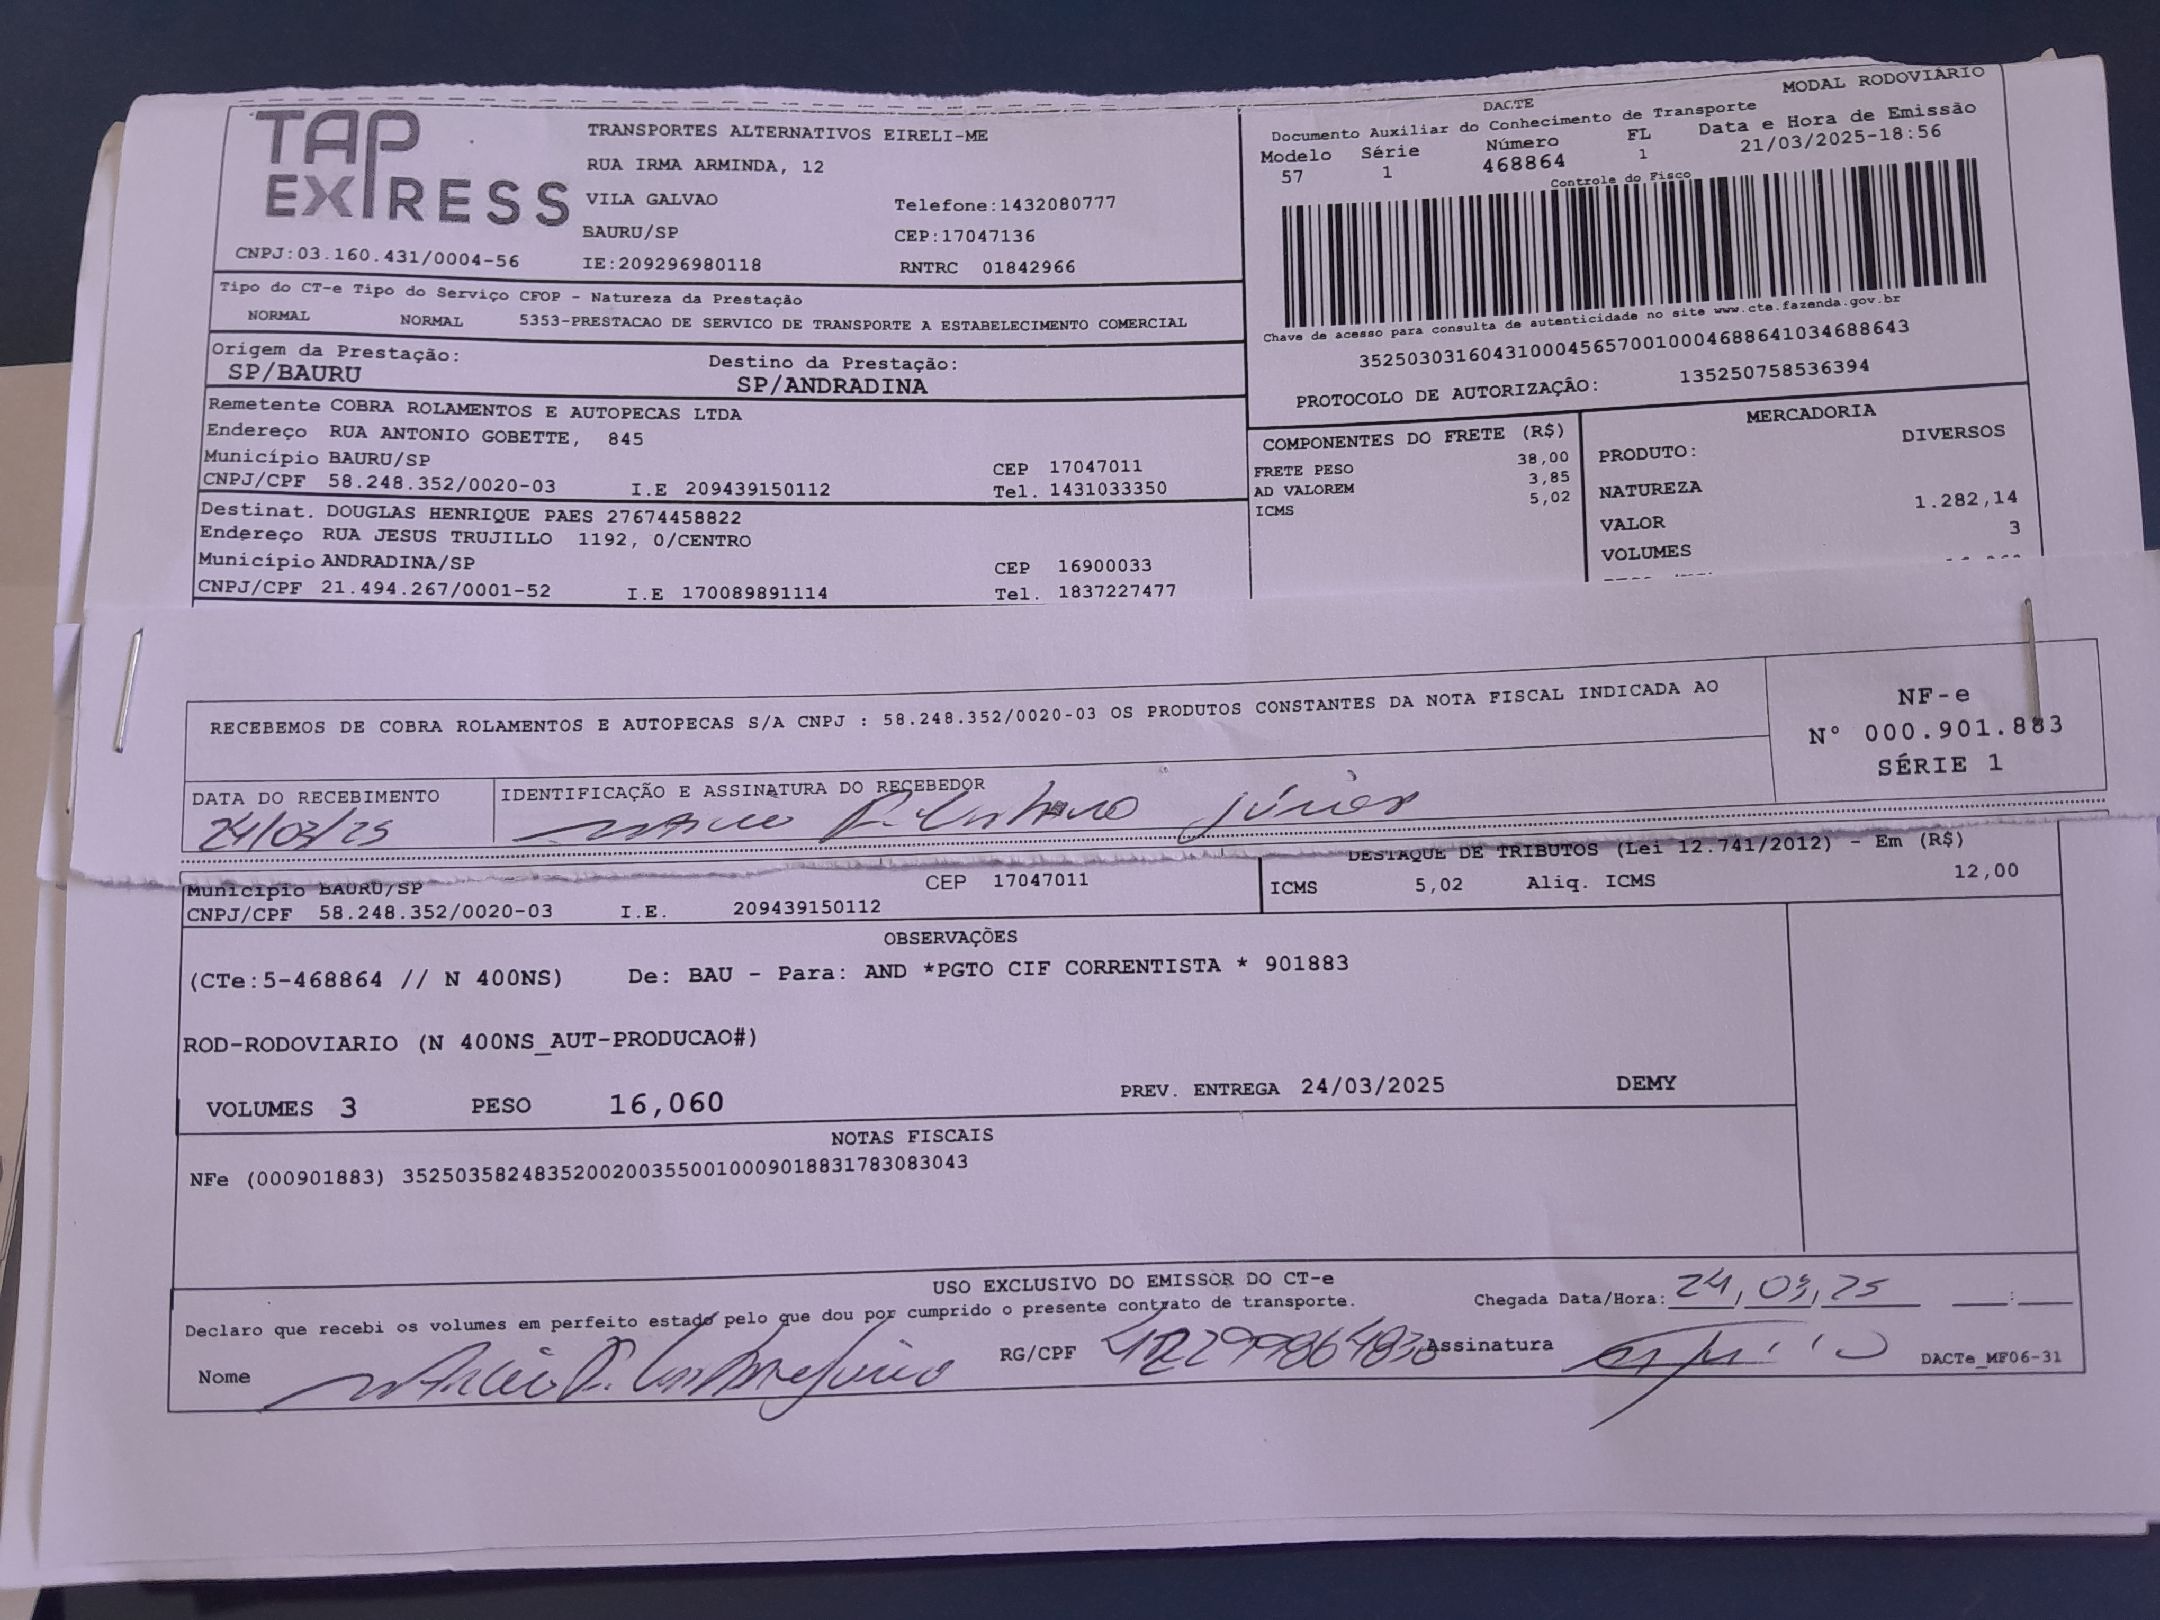 TAP EXPRESS
TRANSPORTES ALTERNATIVOS EIRELI-ME
RUA IRMA ARMINDA, 12
VILA GALVAO Telefone:1432080777
BAURU/SP CEP:17047136
CNPJ:03.160.431/0004-56 IE:209296980118 RNTRC 01842966
MODAL RODOVIÁRIO
DACTE
Documento Auxiliar do Conhecimento de Transporte
Modelo Série Número FL Data e Hora de Emissão
57 1 468864 1 21/03/2025-18:56
Controle do Fisco
Chave de acesso para consulta de autenticidade no site www.cte.fazenda.gov.br
35250303160431000456570010004688641034688643
PROTOCOLO DE AUTORIZAÇÃO: 135250758536394
Tipo do CT-e Tipo do Serviço CFOP - Natureza da Prestação
NORMAL NORMAL 5353-PRESTACAO DE SERVICO DE TRANSPORTE A ESTABELECIMENTO COMERCIAL
Origem da Prestação: Destino da Prestação:
SP/BAURU SP/ANDRADINA
Remetente COBRA ROLAMENTOS E AUTOPECAS LTDA
Endereço RUA ANTONIO GOBETTE, 845
Município BAURU/SP CEP 17047011
CNPJ/CPF 58.248.352/0020-03 I.E 209439150112 Tel. 1431033350
Destinat. DOUGLAS HENRIQUE PAES 27674458822
Endereço RUA JESUS TRUJILLO 1192, 0/CENTRO
Município ANDRADINA/SP CEP 16900033
CNPJ/CPF 21.494.267/0001-52 I.E 170089891114 Tel. 1837227477
COMPONENTES DO FRETE (R$)
FRETE PESO 38,00
AD VALOREM 3,85
ICMS 5,02
MERCADORIA
PRODUTO: DIVERSOS
NATUREZA
VALOR 1.282,14
VOLUMES 3
RECEBEMOS DE COBRA ROLAMENTOS E AUTOPECAS S/A CNPJ : 58.248.352/0020-03 OS PRODUTOS CONSTANTES DA NOTA FISCAL INDICADA AO
NF-e
Nº 000.901.883
SÉRIE 1
DATA DO RECEBIMENTO IDENTIFICAÇÃO E ASSINATURA DO RECEBEDOR
24/03/25 Júnior
DESTAQUE DE TRIBUTOS (Lei 12.741/2012) - Em (R$)
Município BAURU/SP CEP 17047011 ICMS 5,02 Aliq. ICMS 12,00
CNPJ/CPF 58.248.352/0020-03 I.E. 209439150112
OBSERVAÇÕES
(CTe:5-468864 // N 400NS) De: BAU - Para: AND *PGTO CIF CORRENTISTA * 901883
ROD-RODOVIARIO (N 400NS_AUT-PRODUCAO#)
VOLUMES 3 PESO 16,060 PREV. ENTREGA 24/03/2025 DEMY
NOTAS FISCAIS
NFe (000901883) 35250358248352002003550010009018831783083043
USO EXCLUSIVO DO EMISSOR DO CT-e
Declaro que recebi os volumes em perfeito estado pelo que dou por cumprido o presente contrato de transporte. Chegada Data/Hora: 24, 03, 25 :
Nome RG/CPF Assinatura DACTe_MF06-31